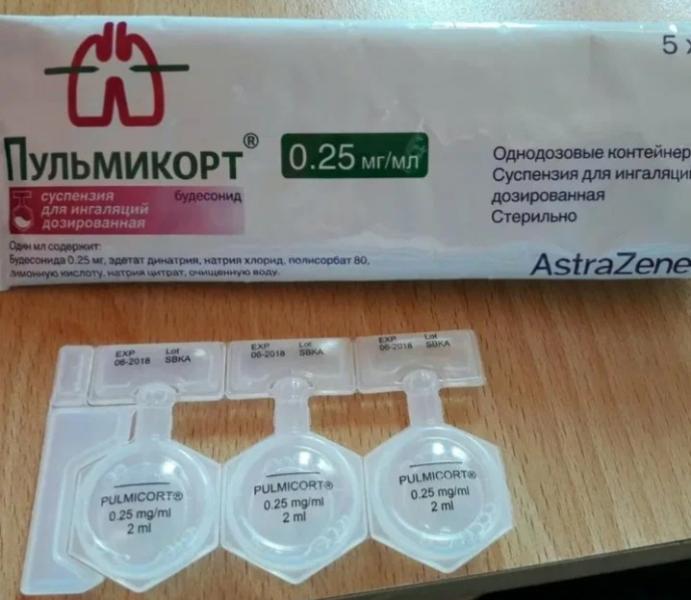 5 x
Пульмикорт®
0.25 мг/мл
суспензия
для ингаляций
дозированная
будесонид
Однодозовые контейнер
Суспензия для ингаляци
дозированная
Стерильно
Один мл содержит:
Будесонида 0.25 мг, эдетат динатрия, натрия хлорид, полисорбат 80,
лимонную кислоту, натрия цитрат, очищенную воду.
AstraZene
EXP Lot
06-2018 SBKA
EXP Lot
06-2018 SBKA
EXP Lot
06-2018 SBKA
PULMICORT®
0.25 mg/ml
2 ml
PULMICORT®
0.25 mg/ml
2 ml
PULMICORT®
0.25 mg/ml
2 ml